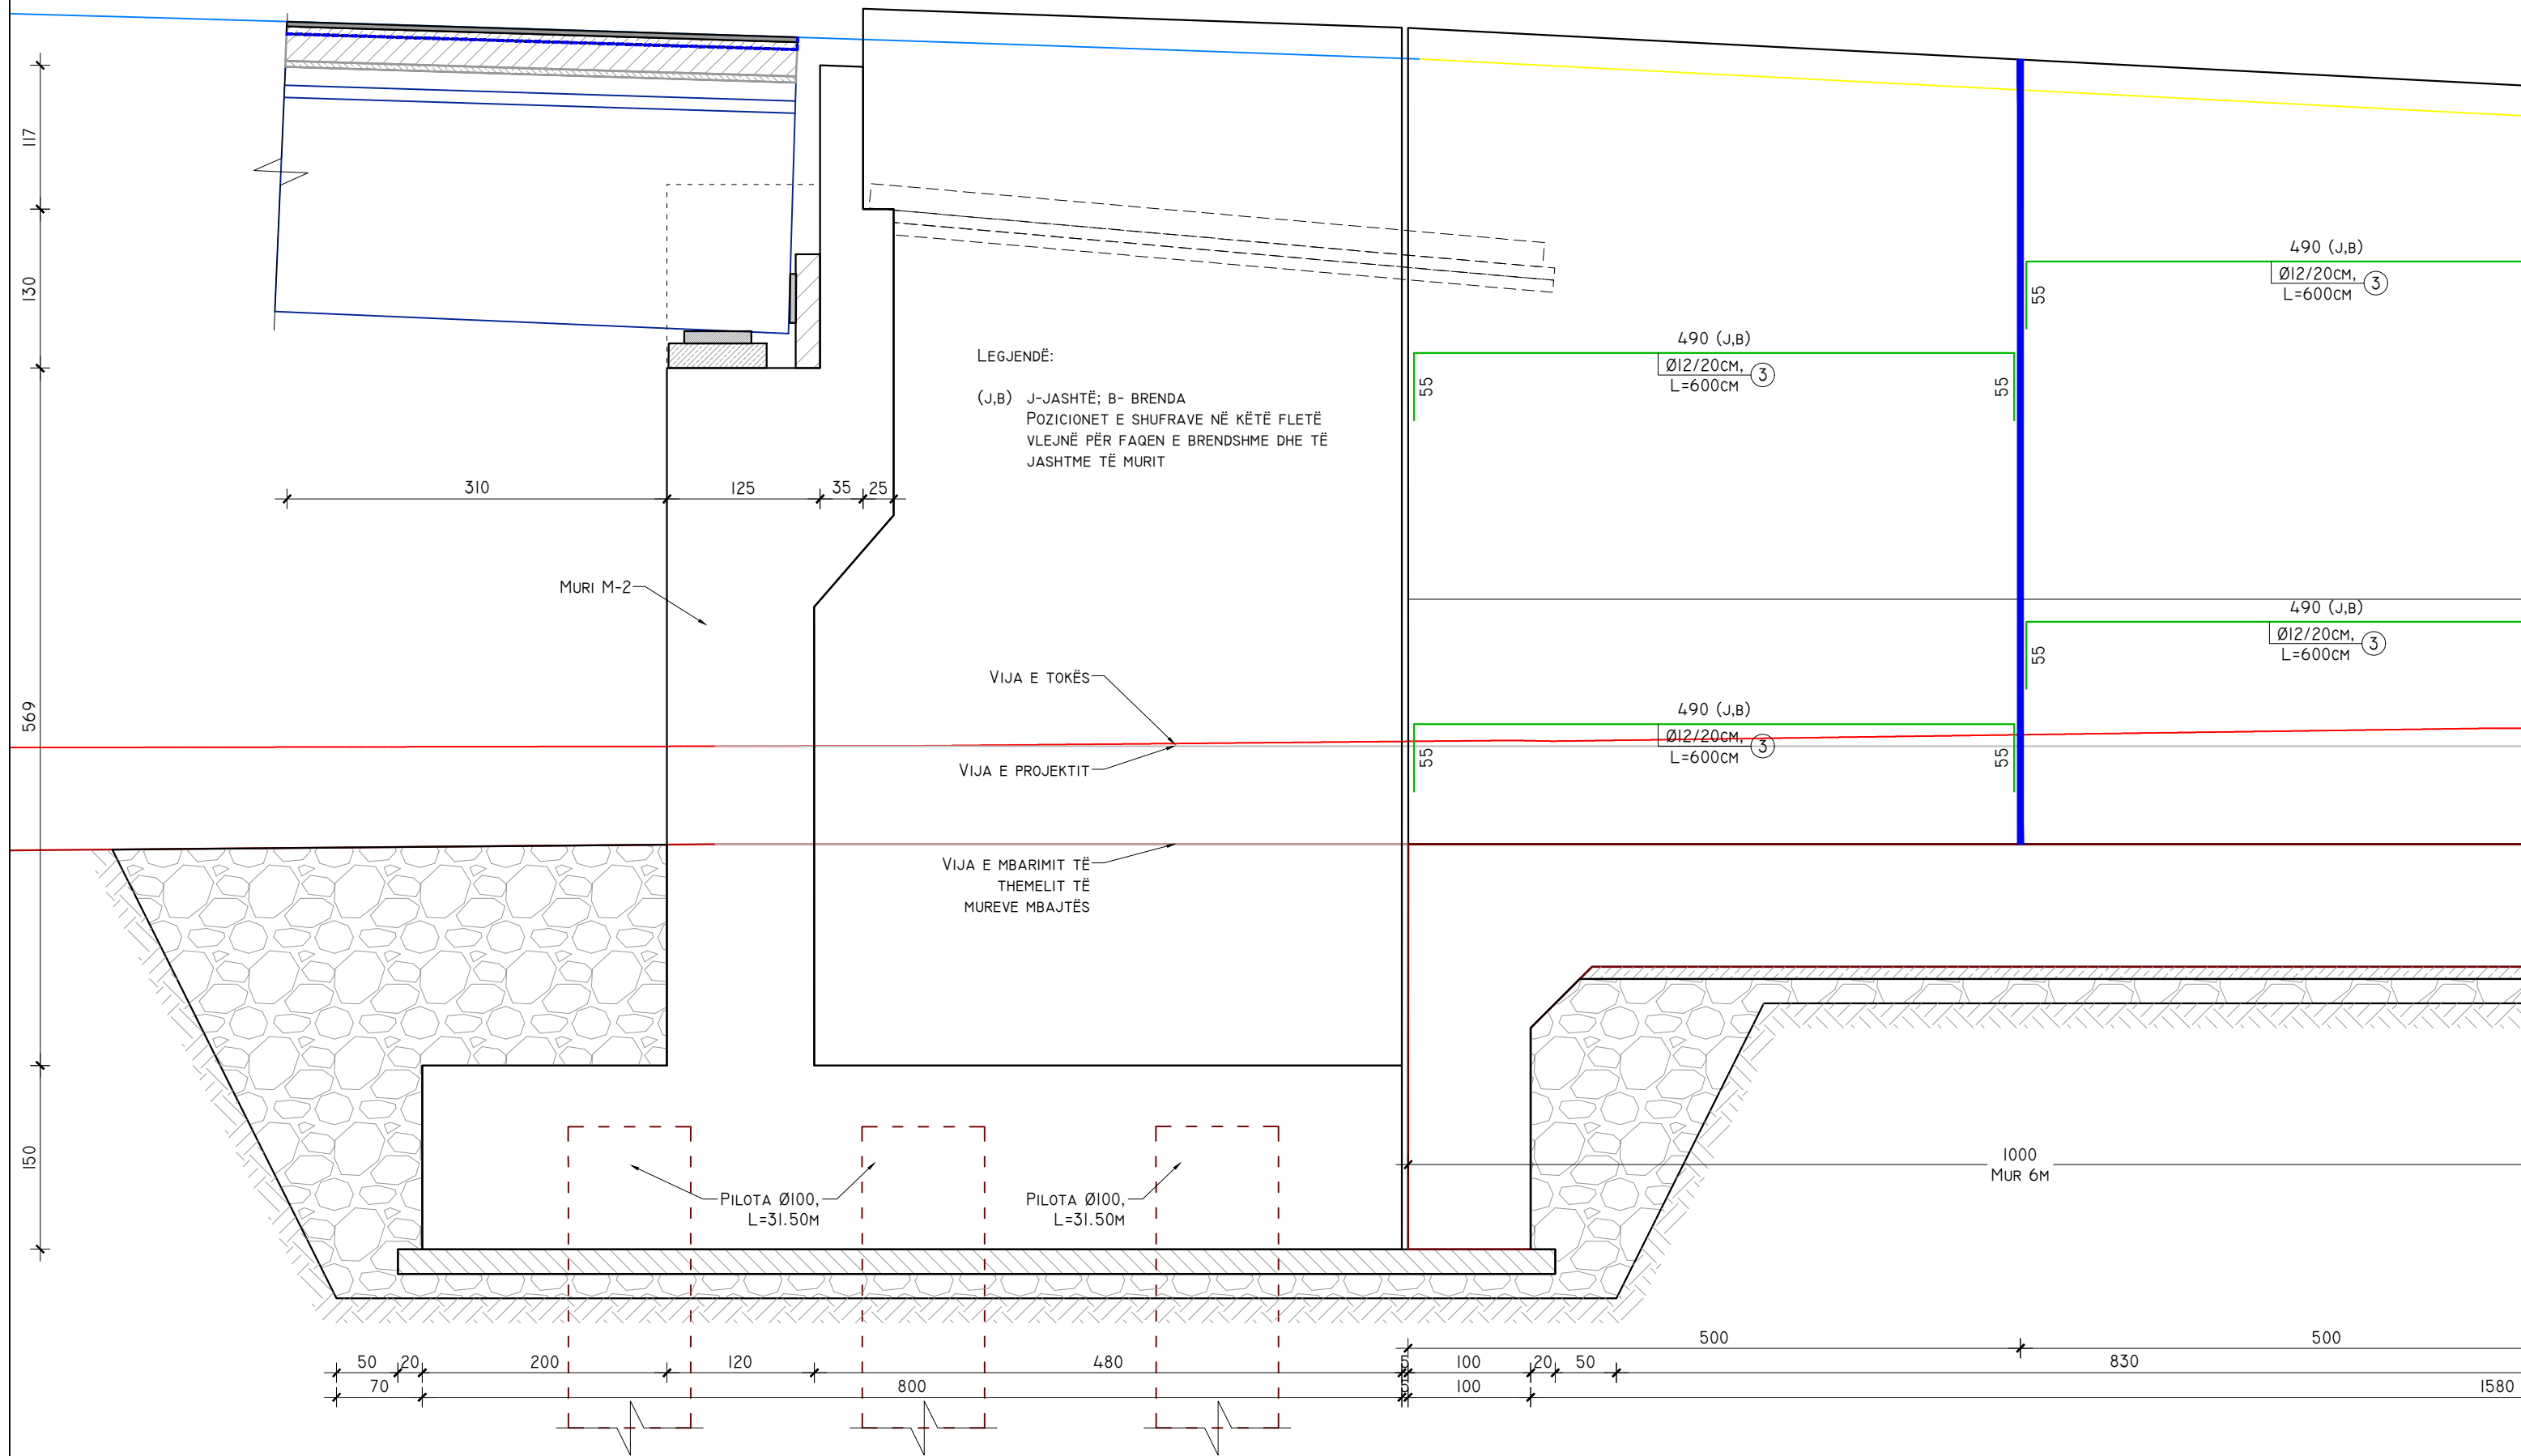 117
130
569
150
310
125
35
25
LEGJENDË:
(J,B) J-JASHTË; B- BRENDA
POZICIONET E SHUFRAVE NË KËTË FLETË
VLEJNË PËR FAQEN E BRENDSHME DHE TË
JASHTME TË MURIT
MURI M-2
VIJA E TOKËS
VIJA E PROJEKTIT
VIJA E MBARIMIT TË
THEMELIT TË
MUREVE MBAJTËS
490 (J,B)
Ø12/20CM,
L=600CM
3
55
55
490 (J,B)
Ø12/20CM,
L=600CM
3
55
490 (J,B)
Ø12/20CM,
L=600CM
3
55
55
490 (J,B)
Ø12/20CM,
L=600CM
3
55
PILOTA Ø100,
L=31.50M
PILOTA Ø100,
L=31.50M
1000
MUR 6M
500
500
50
20
200
120
480
5
100
20
50
830
70
800
5
100
1580